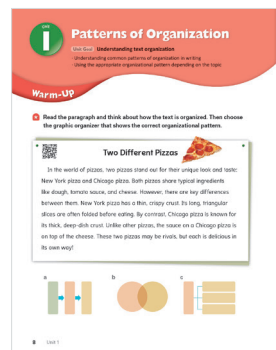 UNIT
1
Patterns of Organization
Unit Goal Understanding text organization
· Understanding common patterns of organization in writing
· Using the appropriate organizational pattern depending on the topic
Warm-Up
Read the paragraph and think about how the text is organized. Then choose
the graphic organizer that shows the correct organizational pattern.
Two Different Pizzas
In the world of pizza, two pizzas stand out for their unique look and taste:
New York pizza and Chicago pizza. Both pizzas share typical ingredients
like dough, tomato sauce, and cheese. However, there are key differences
between them. New York pizza has a thin, crispy crust. Its long, triangular
slices are often folded before eating. By contrast, Chicago pizza is known for
its thick, deep-dish crust. Unlike other pizzas, the sauce on a Chicago pizza is
on top of the cheese. These two pizzas may be rivals, but each is delicious in
its own way!
a b c
8 Unit 1